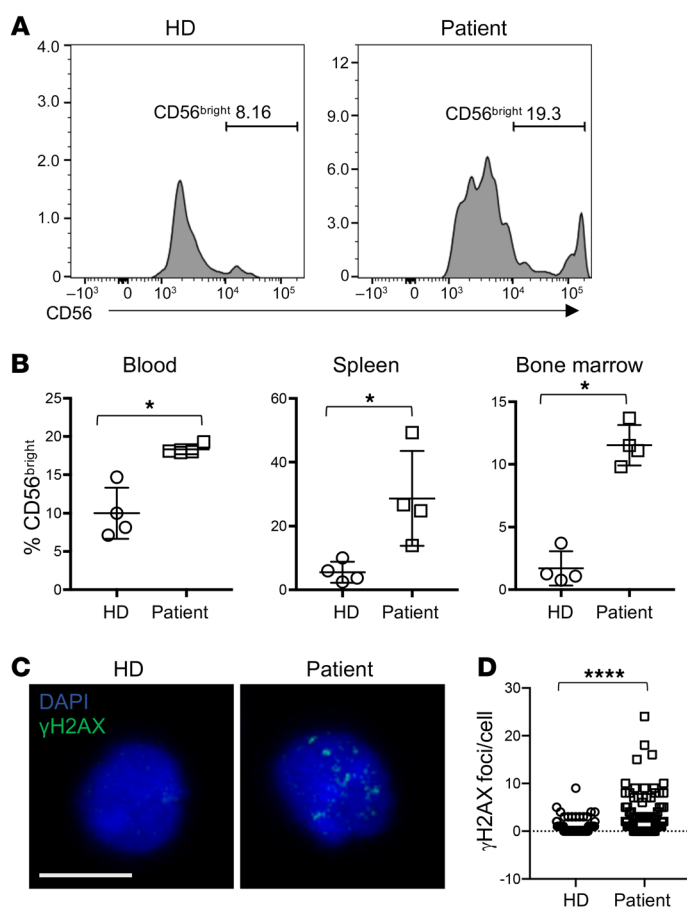 A
HD
Patient
4.0
3.0
2.0
1.0
0
CD56bright 8.16
–10³ 0 10³ 10⁴ 10⁵
12
9.0
6.0
3.0
0
CD56bright 19.3
–10³ 0 10³ 10⁴ 10⁵
CD56
B
Blood
Spleen
Bone marrow
% CD56bright
25
20
15
10
5
0
*
HD Patient
60
40
20
0
*
HD Patient
15
10
5
0
*
HD Patient
C
HD
Patient
DAPI
γH2AX
D
γH2AX foci/cell
30
20
10
0
-10
****
HD Patient